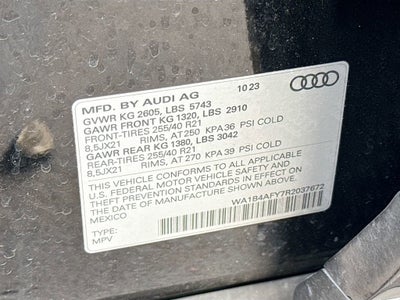 MFD. BY AUDI AG 10 23
GVWR KG 2605, LBS 5743
GAWR FRONT KG 1320, LBS 2910
FRONT-TIRES 255/40 R21
8,5JX21 RIMS, AT 250 KPA 36 PSI COLD
GAWR REAR KG 1380, LBS 3042
REAR-TIRES 255/40 R21
8,5JX21 RIMS, AT 270 KPA 39 PSI COLD
THIS VEHICLE CONFORMS TO ALL APPLICABLE
U.S. FEDERAL MOTOR VEHICLE SAFETY AND
THEFT PREVENTION STANDARDS IN EFFECT ON THE
DATE OF MANUFACTURE SHOWN ABOVE.
MEXICO
WA1B4AFY7R2037672
TYPE:
MPV